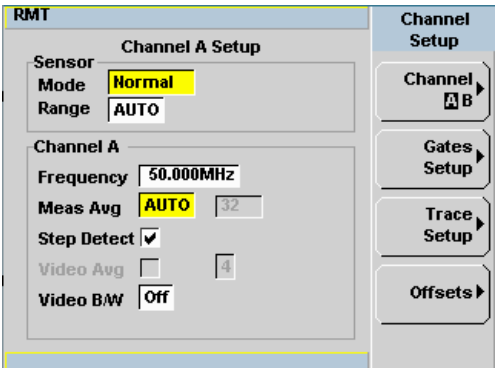 RMT
Channel A Setup
Sensor
Mode Normal
Range AUTO
Channel A
Frequency 50.000MHz
Meas Avg AUTO 32
Step Detect
Video Avg 4
Video B/W Off
Channel
Setup
Channel
A B
Gates
Setup
Trace
Setup
Offsets